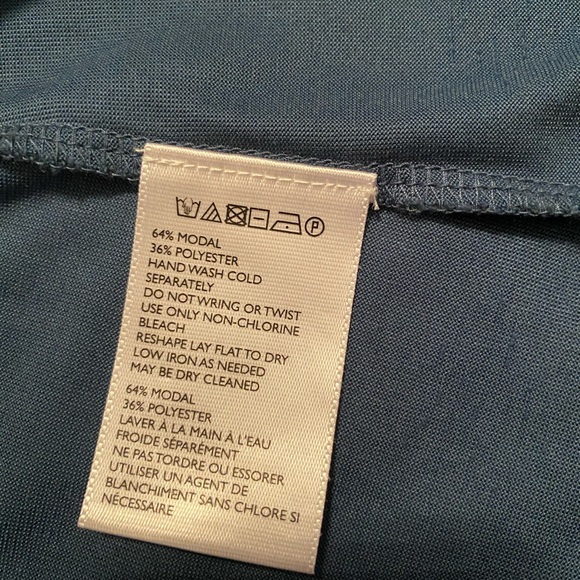 P
64% MODAL
36% POLYESTER
HAND WASH COLD
SEPARATELY
DO NOT WRING OR TWIST
USE ONLY NON-CHLORINE
BLEACH
RESHAPE LAY FLAT TO DRY
LOW IRON AS NEEDED
MAY BE DRY CLEANED
64% MODAL
36% POLYESTER
LAVER À LA MAIN À L'EAU
FROIDE SÉPARÉMENT
NE PAS TORDRE OU ESSORER
UTILISER UN AGENT DE
BLANCHIMENT SANS CHLORE SI
NÉCESSAIRE